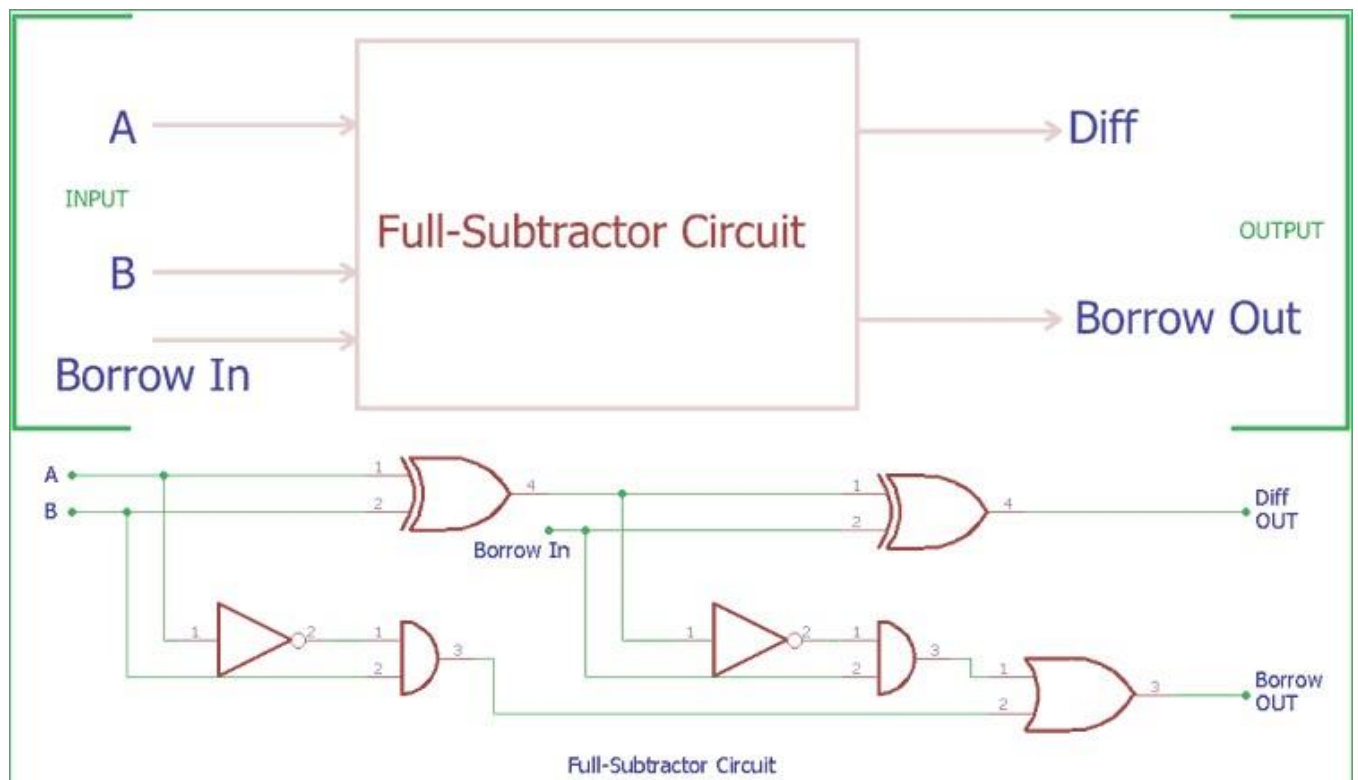 A
Diff
INPUT
Full-Subtractor Circuit
OUTPUT
B
Borrow Out
Borrow In
A
1
4
1
4
Diff
OUT
B
2
2
Borrow In
1
2
1
3
2
1
2
1
3
2
1
2
3
Borrow
OUT
Full-Subtractor Circuit